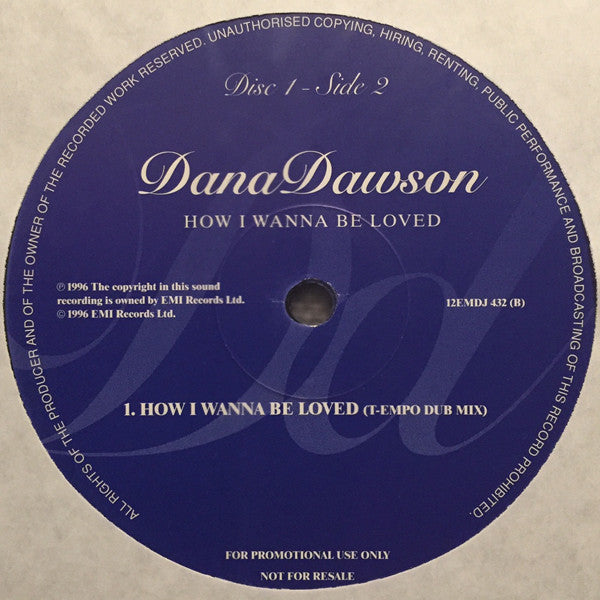 ALL RIGHTS OF THE PRODUCER AND OF THE OWNER OF THE RECORDED WORK RESERVED. UNAUTHORISED COPYING, HIRING, RENTING, PUBLIC PERFORMANCE AND BROADCASTING OF THIS RECORD PROHIBITED.
Disc 1 - Side 2
Dana Dawson
HOW I WANNA BE LOVED
℗ 1996 The copyright in this sound
recording is owned by EMI Records Ltd.
© 1996 EMI Records Ltd.
12EMDJ 432 (B)
Dd
1. HOW I WANNA BE LOVED (T-EMPO DUB MIX)
FOR PROMOTIONAL USE ONLY
NOT FOR RESALE